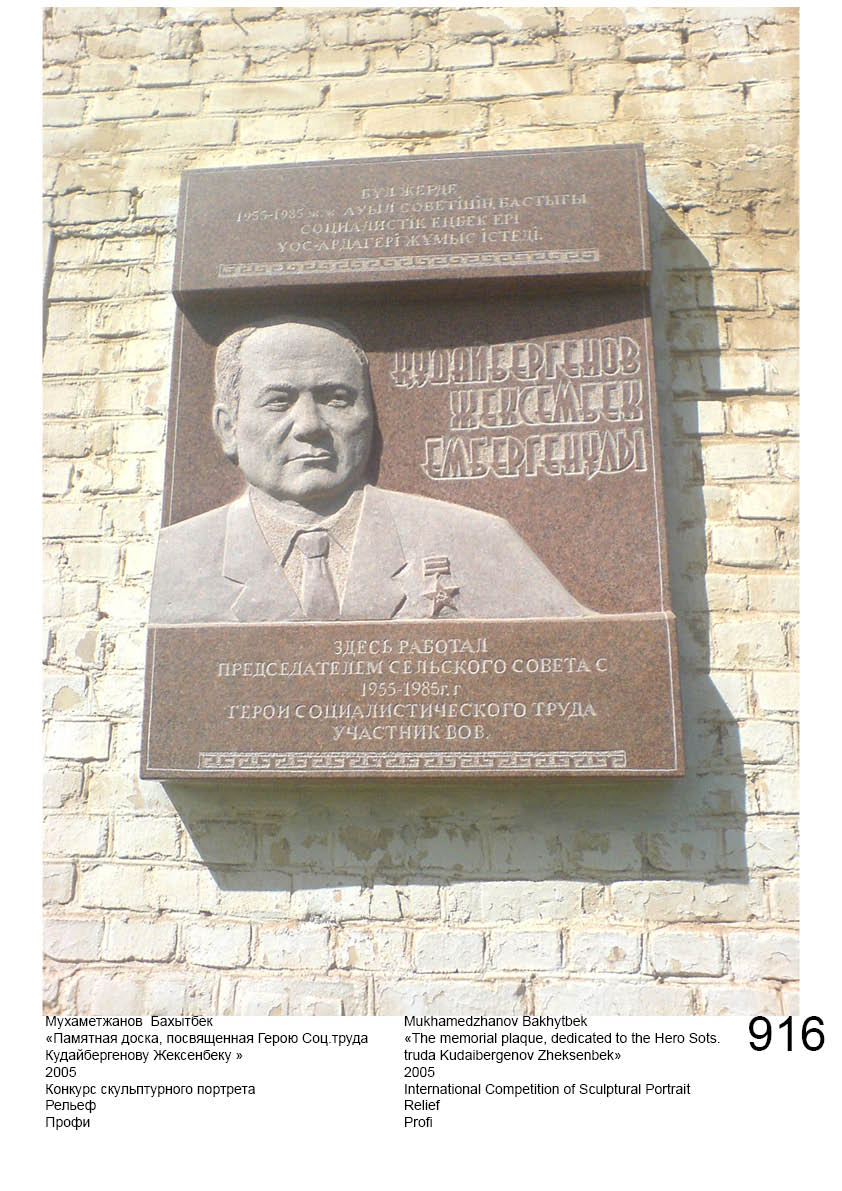 БҰЛ ЖЕРДЕ
1955-1985 ж.ж АУЫЛ СОВЕТІНІҢ БАСТЫҒЫ
СОЦИАЛИСТІК ЕҢБЕК ЕРІ
ҰОС-АРДАГЕРІ ЖҰМЫС ІСТЕДІ.
ҚҰДАЙБЕРГЕНОВ
ЖЕКСЕМБЕК
ЕМБЕРГЕНҰЛЫ
ЗДЕСЬ РАБОТАЛ
ПРЕДСЕДАТЕЛЕМ СЕЛЬСКОГО СОВЕТА С
1955-1985г. г
ГЕРОЙ СОЦИАЛИСТИЧЕСКОГО ТРУДА
УЧАСТНИК ВОВ.
Мухаметжанов Бахытбек
«Памятная доска, посвященная Герою Соц.труда
Кудайбергенову Жексенбеку »
2005
Конкурс скульптурного портрета
Рельеф
Профи
Mukhamedzhanov Bakhytbek
«The memorial plaque, dedicated to the Hero Sots.
truda Kudaibergenov Zheksenbek»
2005
International Competition of Sculptural Portrait
Relief
Profi
916